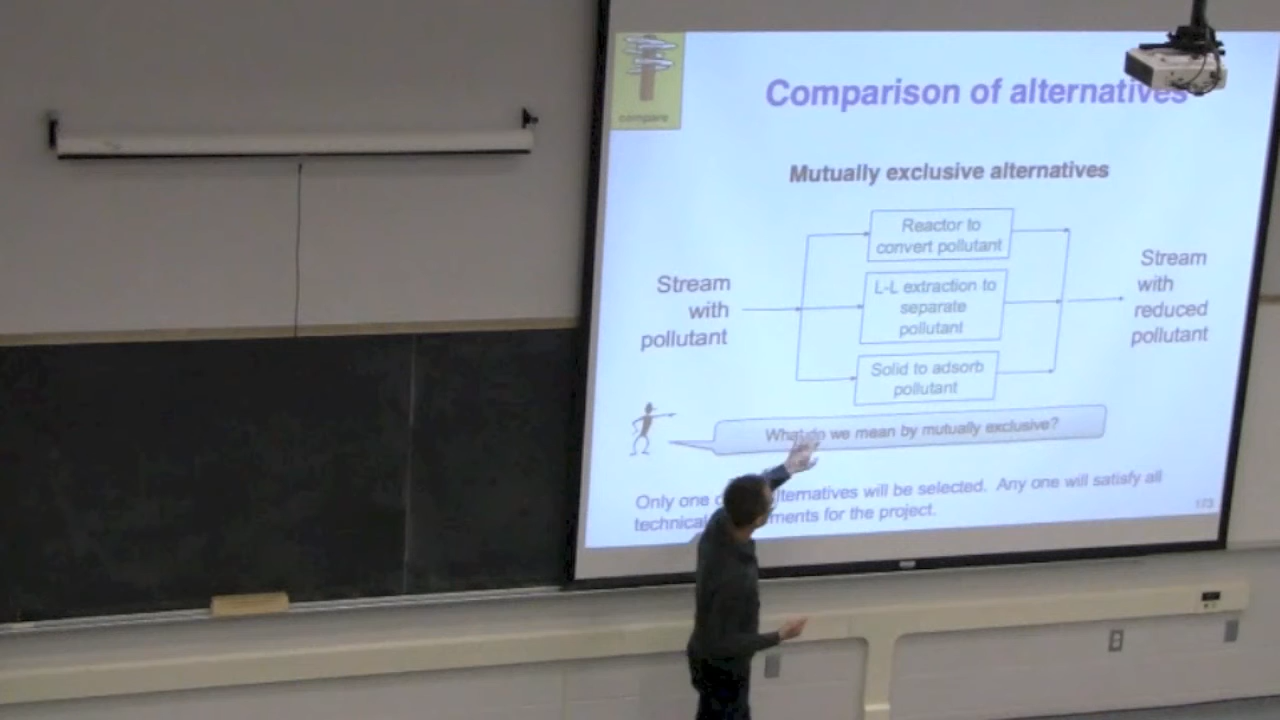 compare
Comparison of alternatives
Mutually exclusive alternatives
Stream
with
pollutant
Reactor to
convert pollutant
L-L extraction to
separate
pollutant
Solid to adsorb
pollutant
Stream
with
reduced
pollutant
What do we mean by mutually exclusive?
Only one alternatives will be selected. Any one will satisfy all
technical for the project.
173